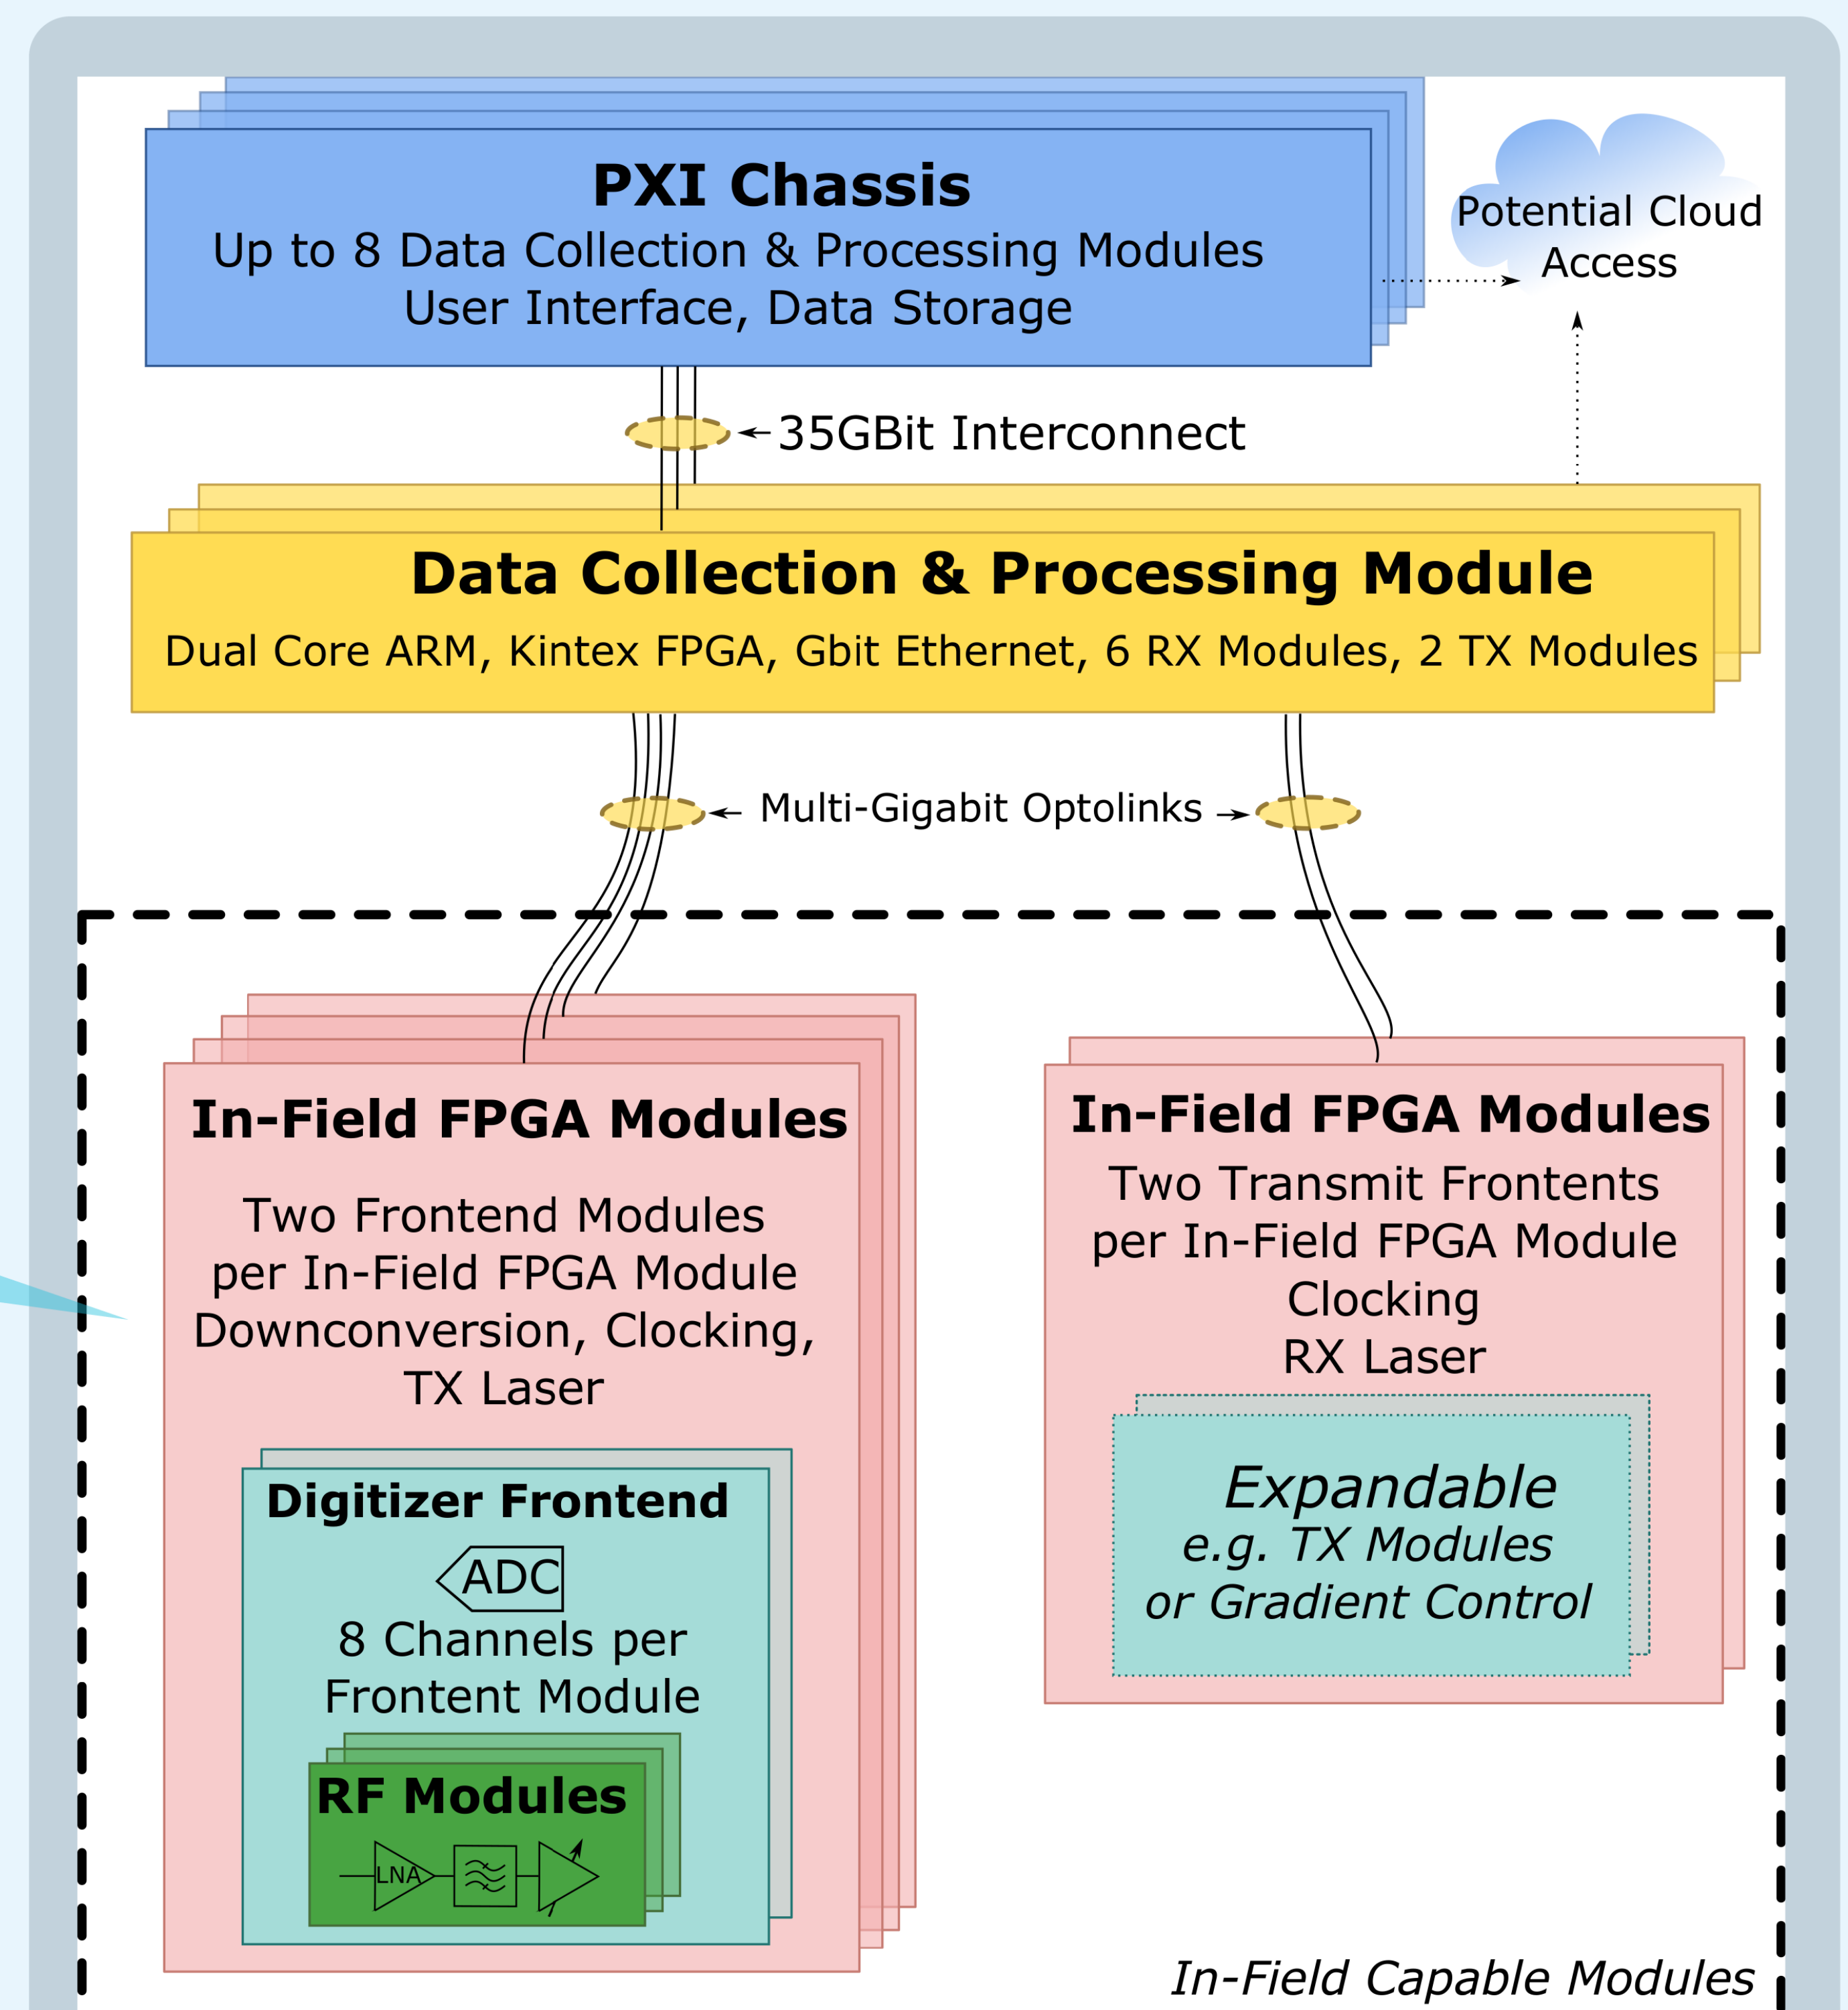 PXI Chassis
Up to 8 Data Collection & Processing Modules
User Interface, Data Storage
Potential Cloud
Access
35GBit Interconnect
Data Collection & Processing Module
Dual Core ARM, Kintex FPGA, Gbit Ethernet, 6 RX Modules, 2 TX Modules
Multi-Gigabit Optolinks
In-Field FPGA Modules
Two Frontend Modules
per In-Field FPGA Module
Downconversion, Clocking,
TX Laser
Digitizer Frontend
ADC
8 Channels per
Frontent Module
RF Modules
LNA
In-Field FPGA Modules
Two Transmit Frontents
per In-Field FPGA Module
Clocking
RX Laser
Expandable
e.g. TX Modules
or Gradient Control
In-Field Capable Modules